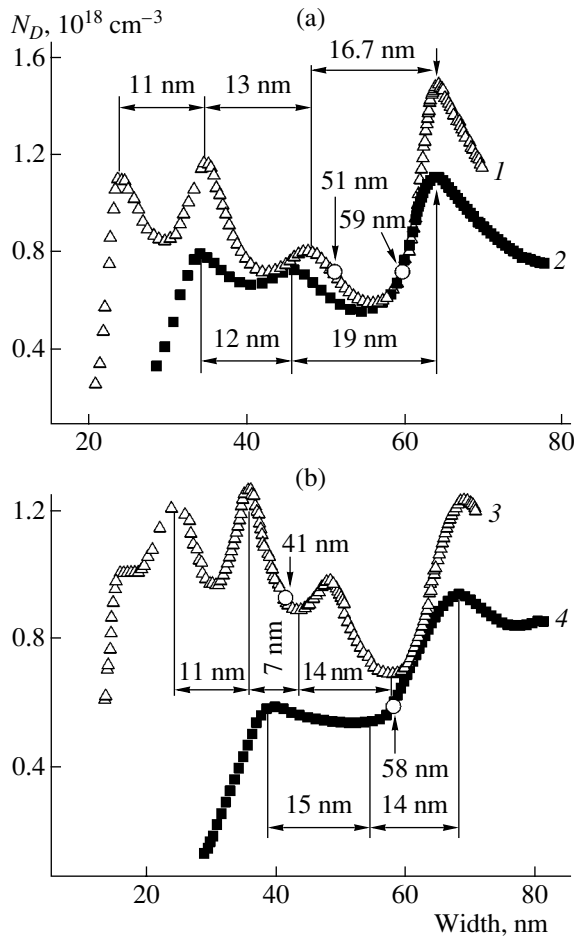 (a)
N_D, 10^18 cm^−3
1.6
16.7 nm
11 nm
13 nm
1.2
1
51 nm
59 nm
0.8
2
12 nm
19 nm
0.4
20 40 60 80
(b)
1.2
3
41 nm
0.8
4
11 nm
7 nm
14 nm
58 nm
0.4
15 nm
14 nm
20 40 60 80
Width, nm